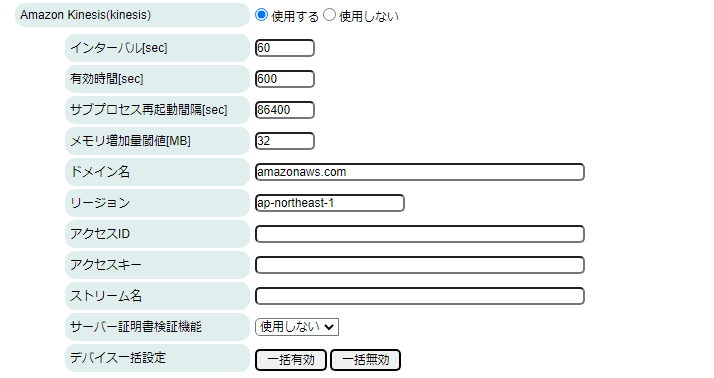 Amazon Kinesis(kinesis) 使用する 使用しない
インターバル[sec] 60
有効時間[sec] 600
サブプロセス再起動間隔[sec] 86400
メモリ増加量閾値[MB] 32
ドメイン名 amazonaws.com
リージョン ap-northeast-1
アクセスID
アクセスキー
ストリーム名
サーバー証明書検証機能 使用しない
デバイス一括設定 一括有効 一括無効